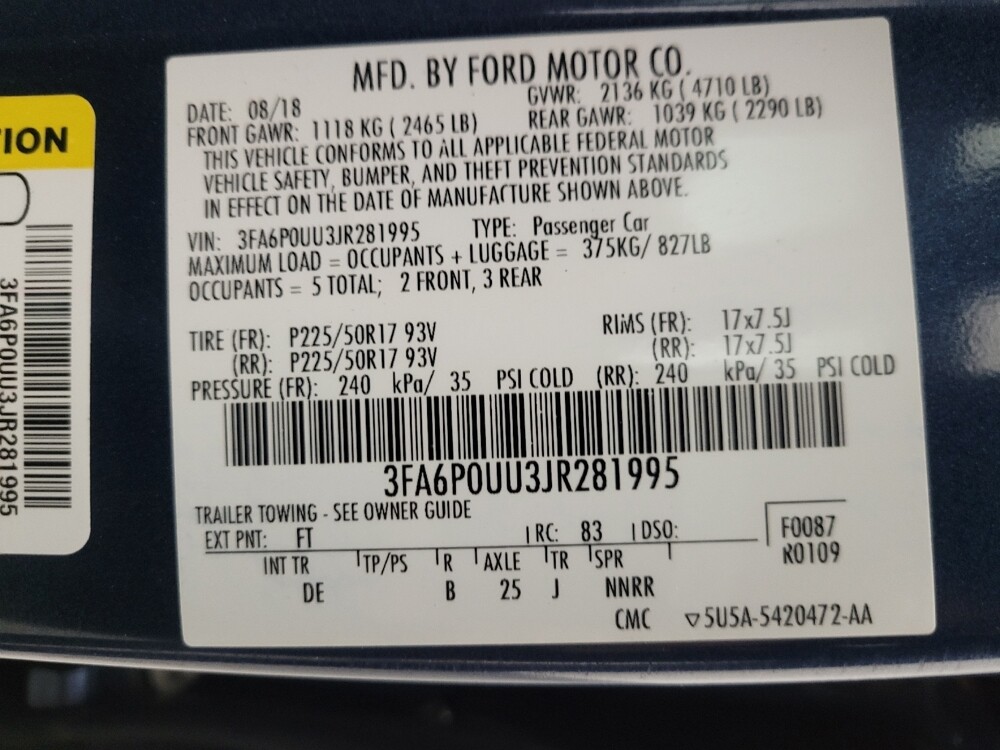 MFD. BY FORD MOTOR CO.
DATE: 08/18 GVWR: 2136 KG ( 4710 LB)
FRONT GAWR: 1118 KG ( 2465 LB) REAR GAWR: 1039 KG ( 2290 LB)
THIS VEHICLE CONFORMS TO ALL APPLICABLE FEDERAL MOTOR
VEHICLE SAFETY, BUMPER, AND THEFT PREVENTION STANDARDS
IN EFFECT ON THE DATE OF MANUFACTURE SHOWN ABOVE.
VIN: 3FA6P0UU3JR281995 TYPE: Passenger Car
MAXIMUM LOAD = OCCUPANTS + LUGGAGE = 375KG/ 827LB
OCCUPANTS = 5 TOTAL; 2 FRONT, 3 REAR
TIRE (FR): P225/50R17 93V RIMS (FR): 17x7.5J
(RR): P225/50R17 93V (RR): 17x7.5J
PRESSURE (FR): 240 kPa/ 35 PSI COLD (RR): 240 kPa/ 35 PSI COLD
3FA6P0UU3JR281995
TRAILER TOWING - SEE OWNER GUIDE
EXT PNT: FT RC: 83 DSO: F0087
R0109
INT TR TP/PS R AXLE TR SPR
DE B 25 J NNRR
CMC ▽5U5A-5420472-AA
TION
3FA6P0UU3JR281995